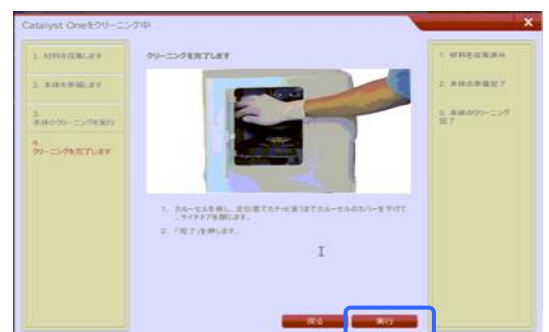 Catalyst Oneをクリーニング中
X
1. 材料を収集します
2. 本体を準備します
3.
本体のクリーニングを実行
4.
クリーニングを完了します
クリーニングを完了します
1. カルーセルを戻し、定位置でカチッと言うまでカルーセルのカバーを下げて
、サイドドアを閉じます。
2. 「完了」を押します。
戻る
実行
1. 材料を収集済み
2. 本体の準備完了
3. 本体のクリーニング
完了